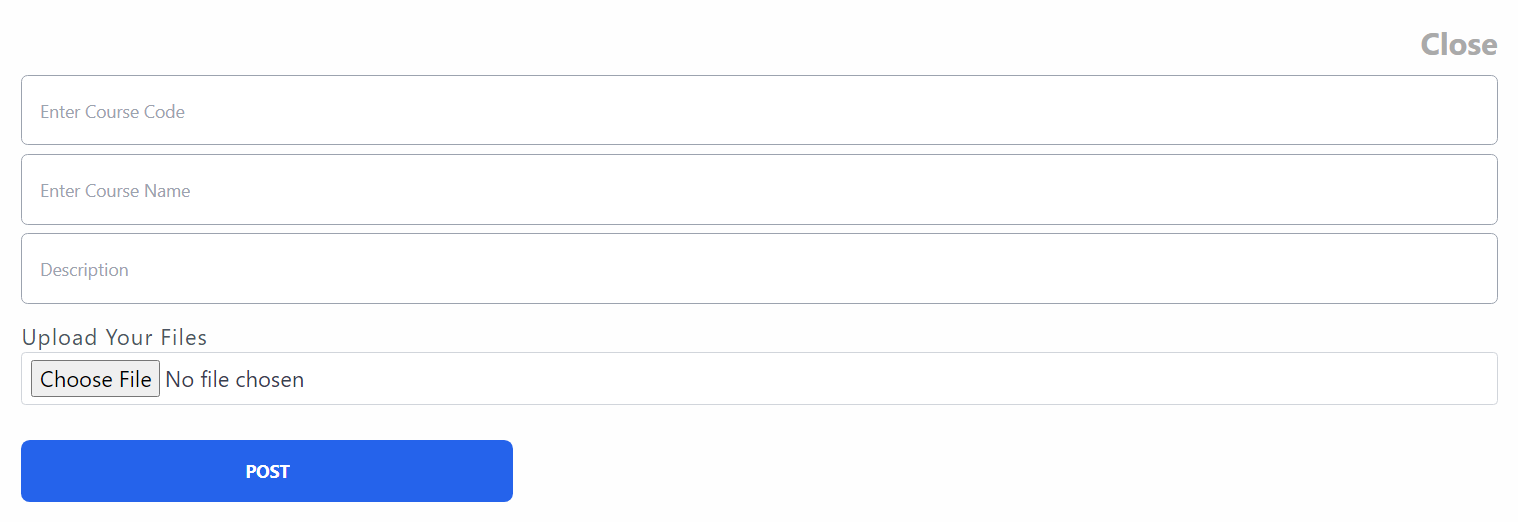 Close
Enter Course Code
Enter Course Name
Description
Upload Your Files
Choose File No file chosen
POST